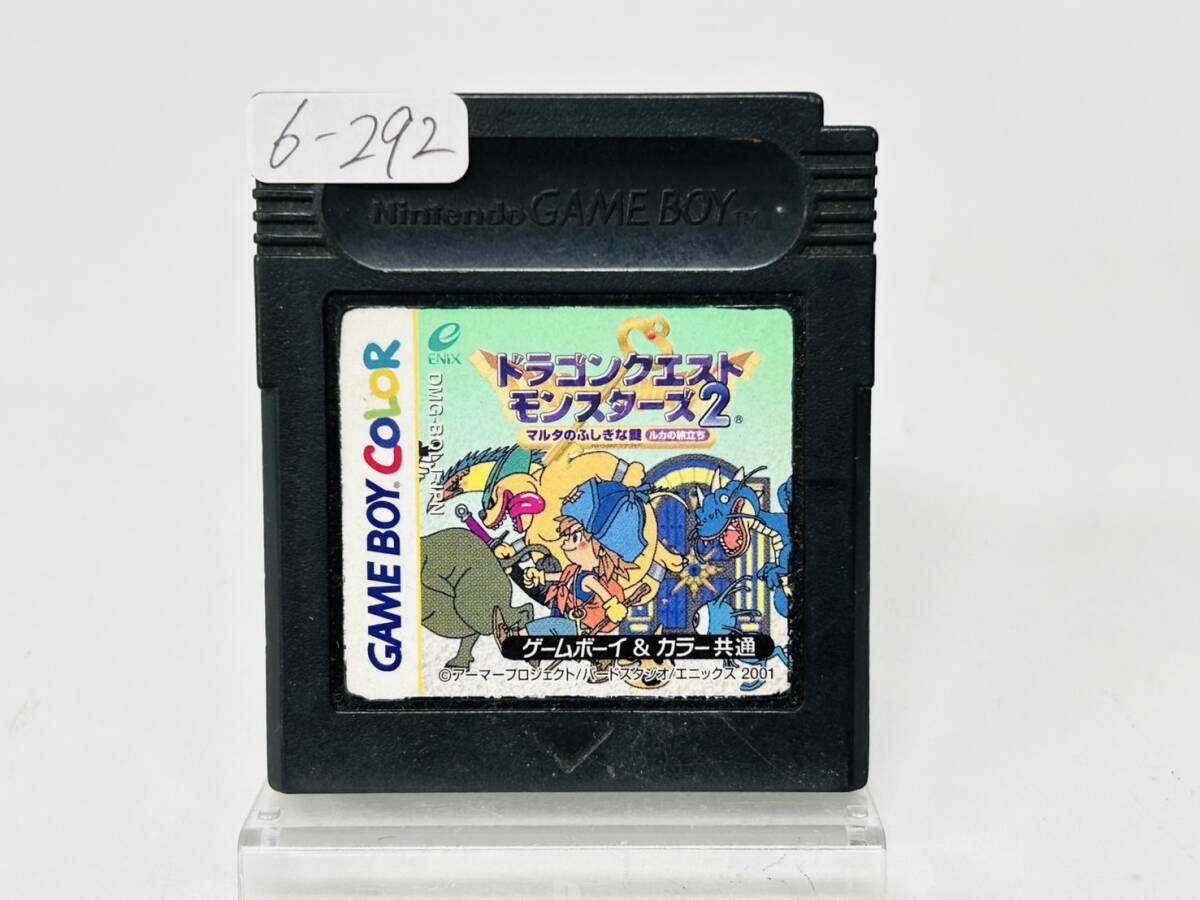 6-292
Nintendo GAME BOY TM
GAME BOY COLOR
ENIX
ドラゴンクエスト
モンスターズ2
マルタのふしぎな鍵 ルカの旅立ち
ゲームボーイ & カラー共通
©アーマープロジェクト/バードスタジオ/エニックス 2001